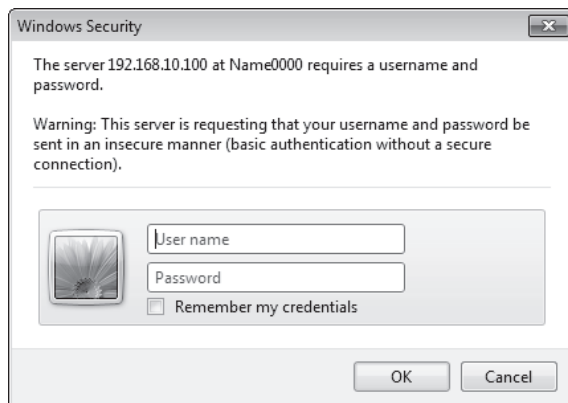 Windows Security
The server 192.168.10.100 at Name0000 requires a username and
password.
Warning: This server is requesting that your username and password be
sent in an insecure manner (basic authentication without a secure
connection).
User name
Password
Remember my credentials
OK
Cancel